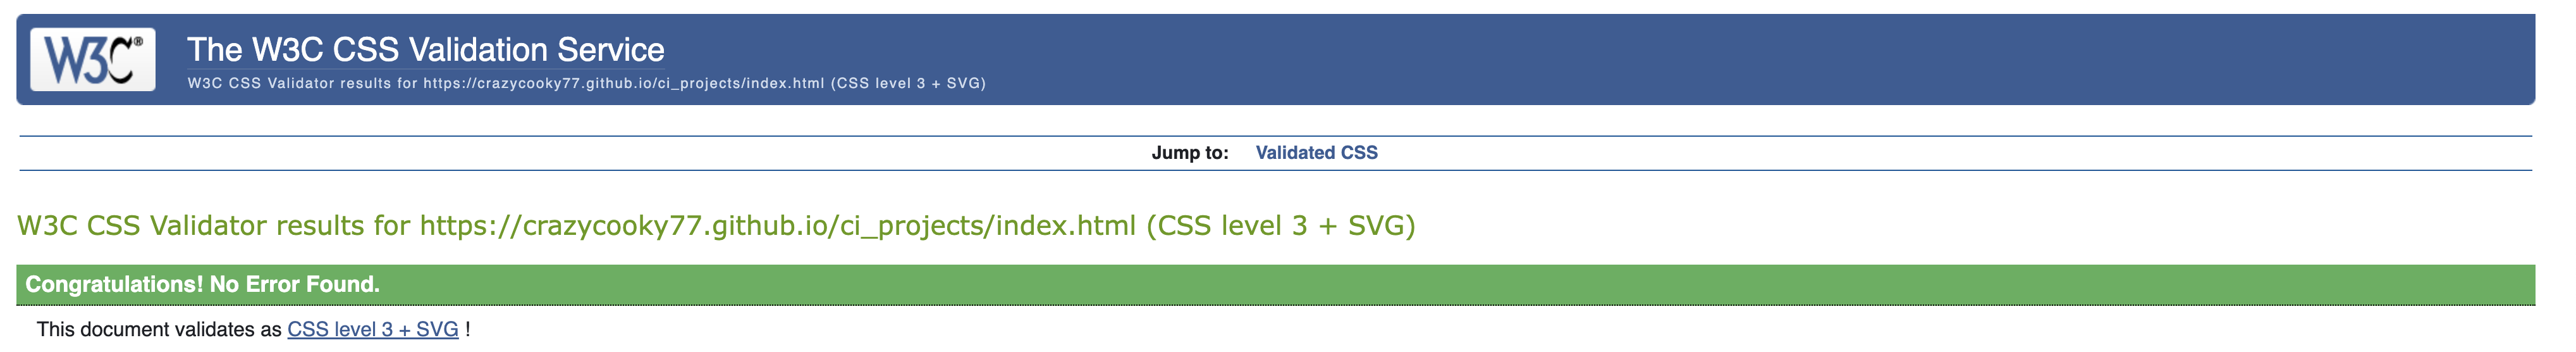 W3C®
The W3C CSS Validation Service
W3C CSS Validator results for https://crazycooky77.github.io/ci_projects/index.html (CSS level 3 + SVG)
Jump to: Validated CSS
W3C CSS Validator results for https://crazycooky77.github.io/ci_projects/index.html (CSS level 3 + SVG)
Congratulations! No Error Found.
This document validates as CSS level 3 + SVG !